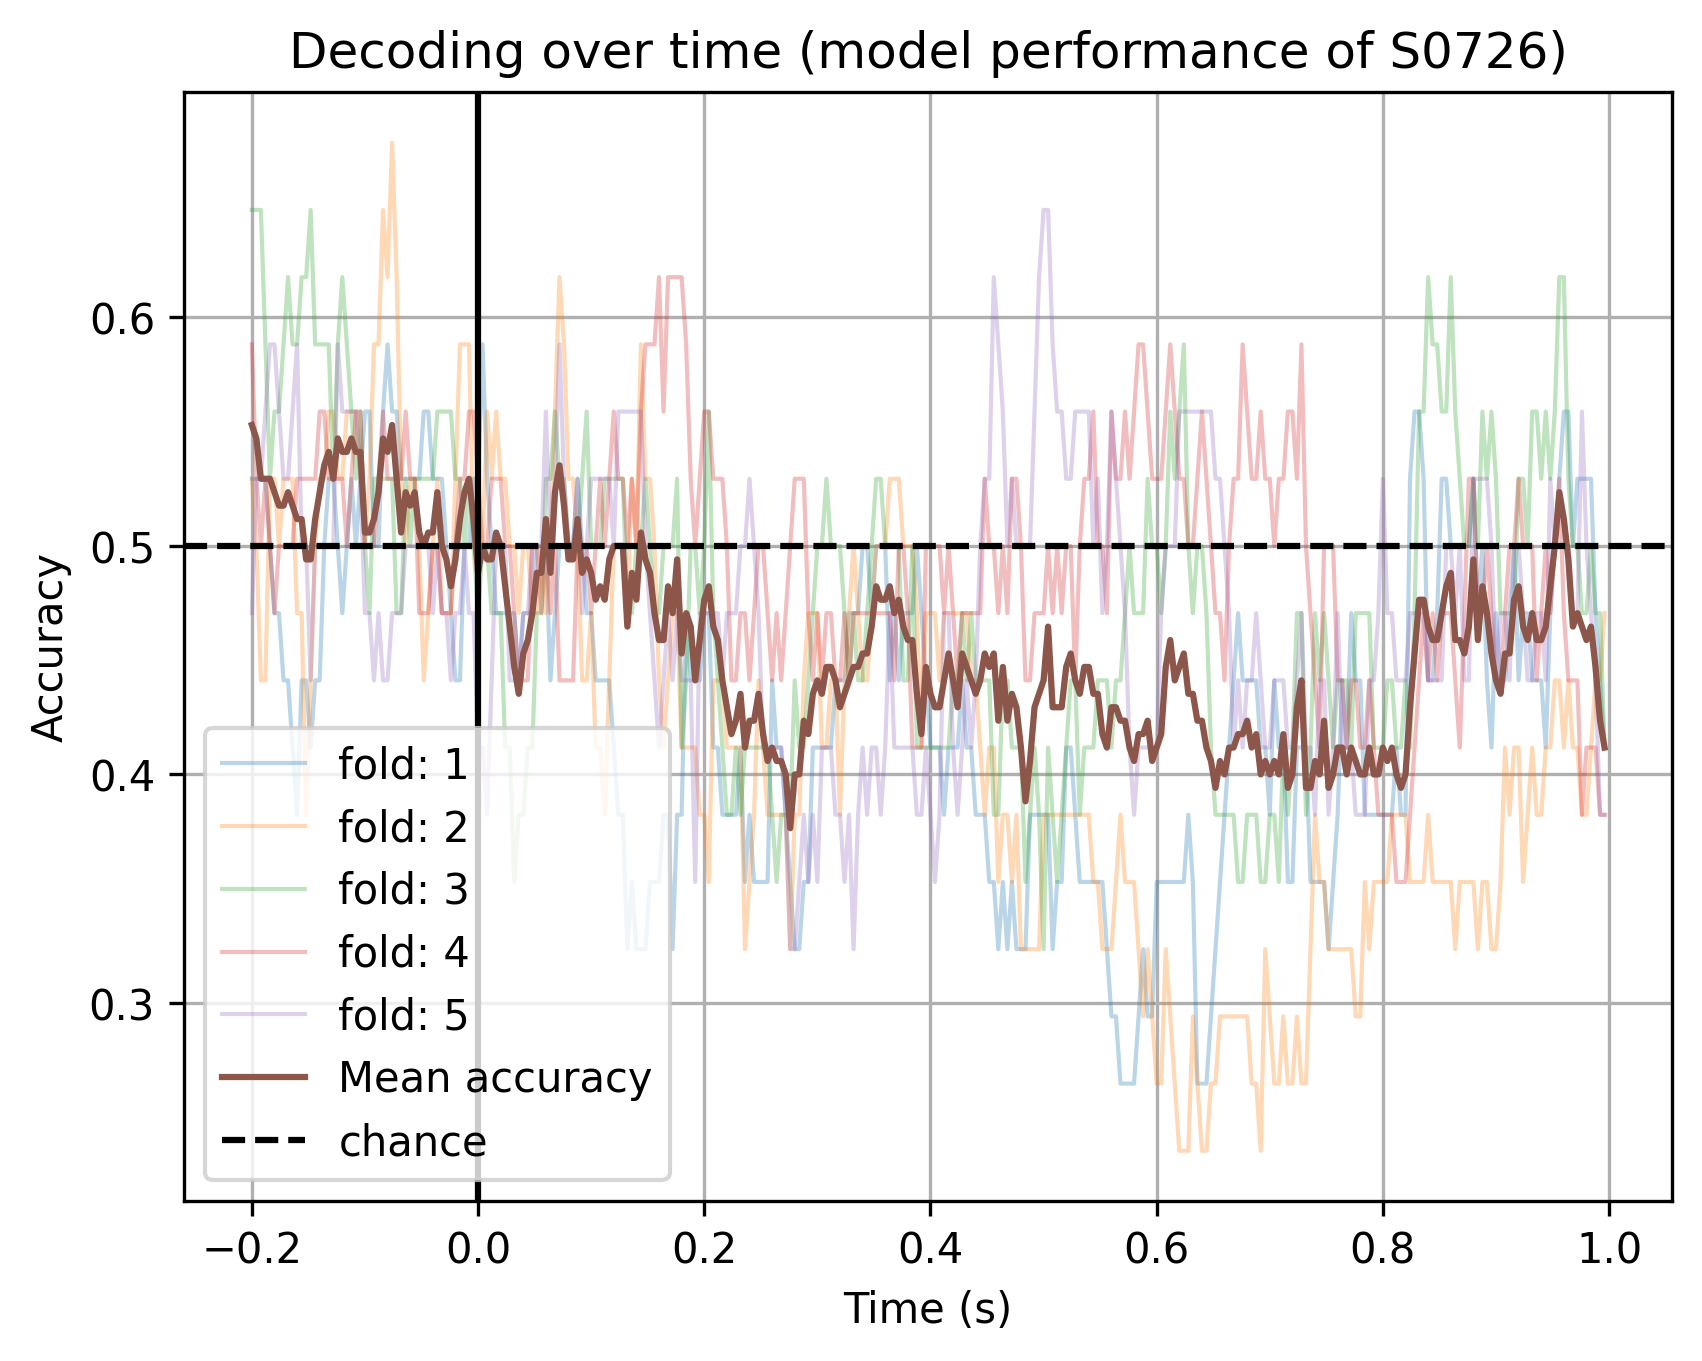 Decoding over time (model performance of S0726)
Accuracy
0.6
0.5
0.4
0.3
fold: 1
fold: 2
fold: 3
fold: 4
fold: 5
Mean accuracy
chance
−0.2 0.0 0.2 0.4 0.6 0.8 1.0
Time (s)